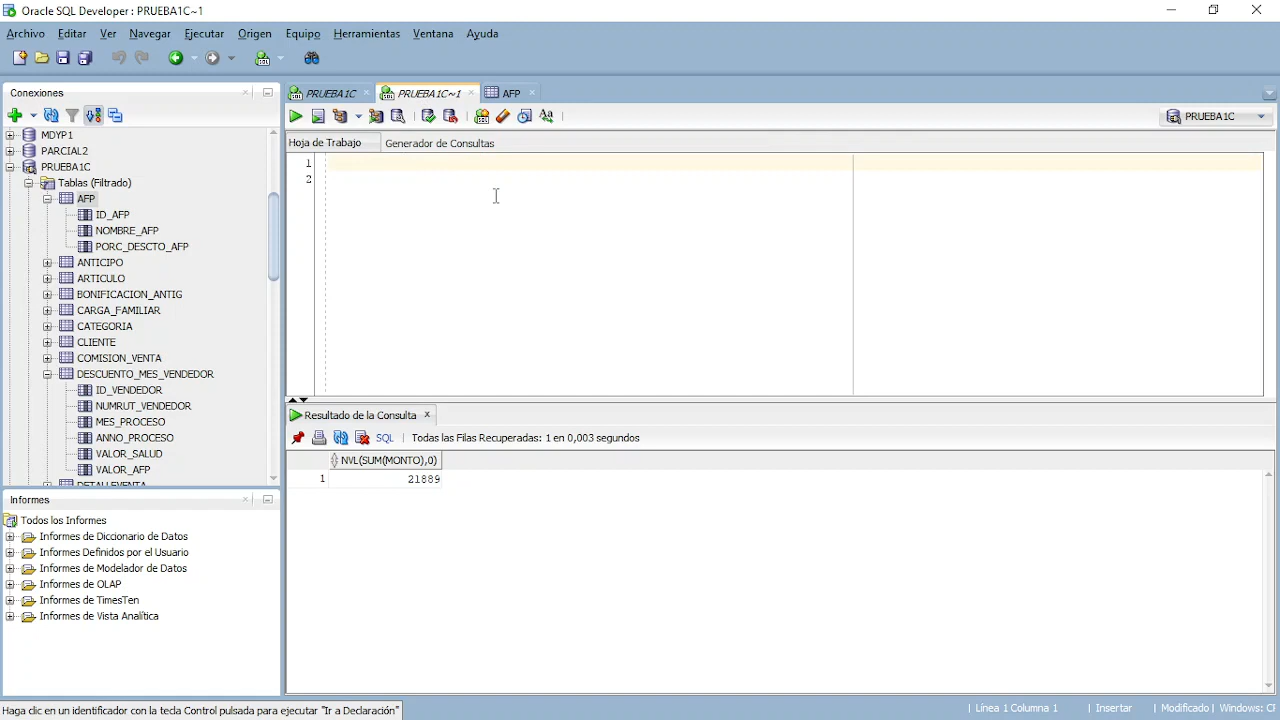 Oracle SQL Developer : PRUEBA1C~1
Archivo Editar Ver Navegar Ejecutar Origen Equipo Herramientas Ventana Ayuda
Conexiones
MDYP1
PARCIAL2
PRUEBA1C
Tablas (Filtrado)
AFP
ID_AFP
NOMBRE_AFP
PORC_DESCTO_AFP
ANTICIPO
ARTICULO
BONIFICACION_ANTIG
CARGA_FAMILIAR
CATEGORIA
CLIENTE
COMISION_VENTA
DESCUENTO_MES_VENDEDOR
ID_VENDEDOR
NUMRUT_VENDEDOR
MES_PROCESO
ANNO_PROCESO
VALOR_SALUD
VALOR_AFP
DETALLEVENTA
Informes
Todos los Informes
Informes de Diccionario de Datos
Informes Definidos por el Usuario
Informes de Modelador de Datos
Informes de OLAP
Informes de TimesTen
Informes de Vista Analítica
PRUEBA1C PRUEBA1C~1 AFP
PRUEBA1C
Hoja de Trabajo Generador de Consultas
1
2
Resultado de la Consulta
SQL | Todas las Filas Recuperadas: 1 en 0,003 segundos
NVL(SUM(MONTO),0)
1 21889
Haga clic en un identificador con la tecla Control pulsada para ejecutar "Ir a Declaración" | Línea 1 Columna 1 | Insertar | Modificado | Windows: CF